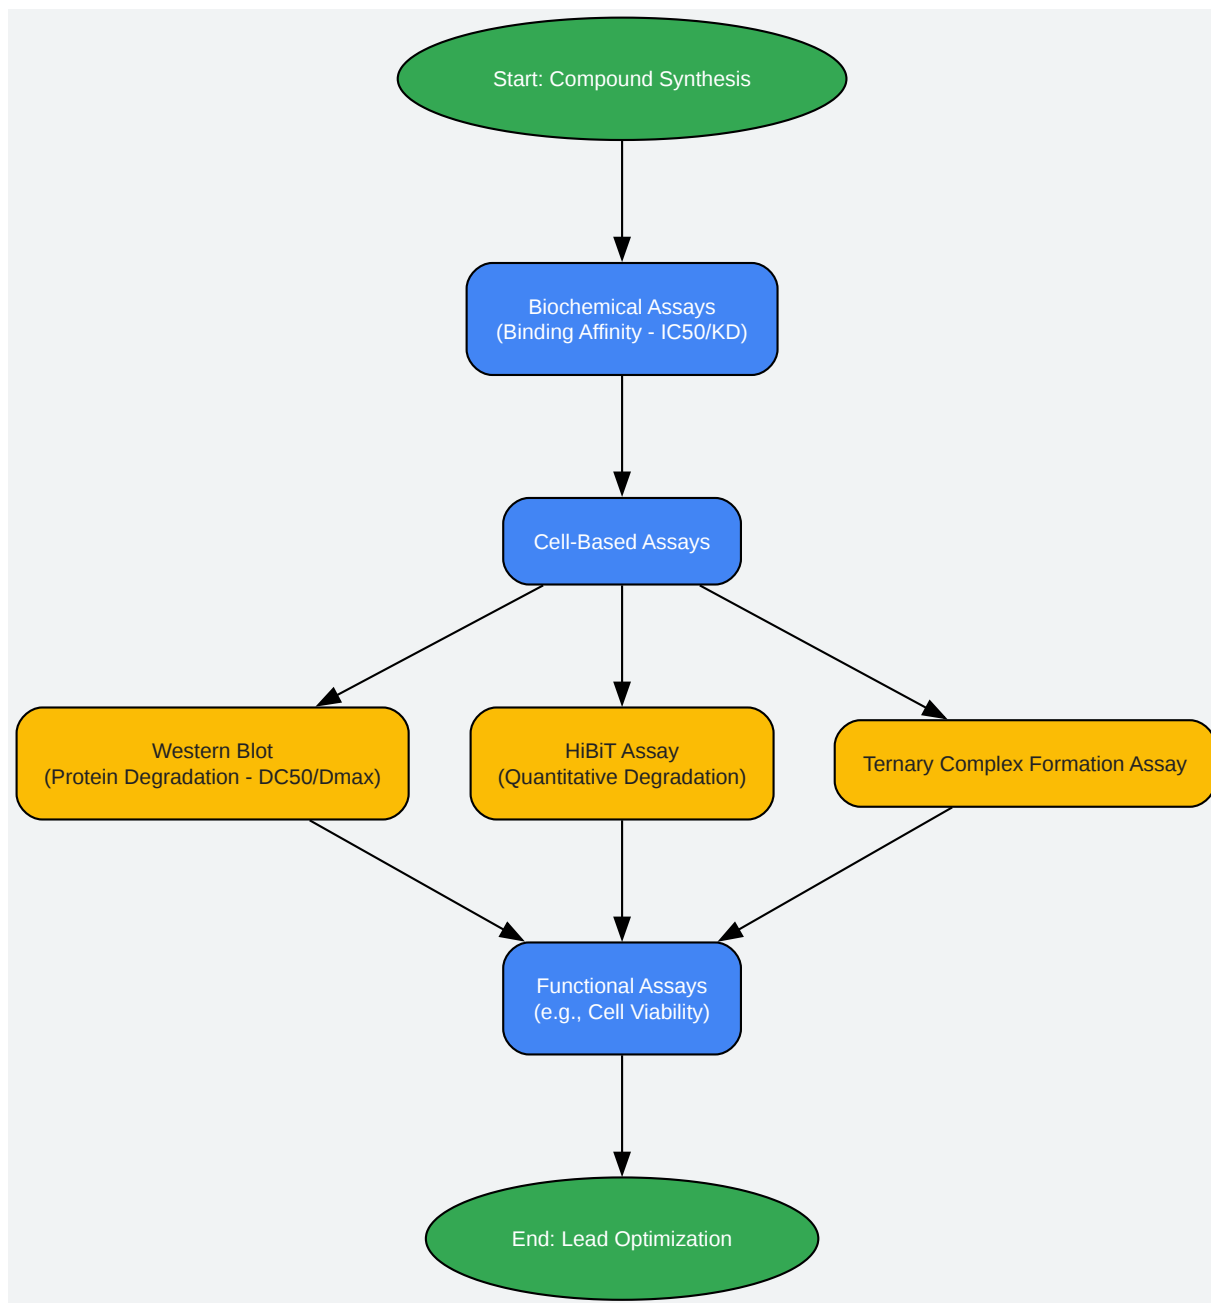 Start: Compound Synthesis
Biochemical Assays
(Binding Affinity - IC50/KD)
Cell-Based Assays
Western Blot
(Protein Degradation - DC50/Dmax)
HiBiT Assay
(Quantitative Degradation)
Ternary Complex Formation Assay
Functional Assays
(e.g., Cell Viability)
End: Lead Optimization